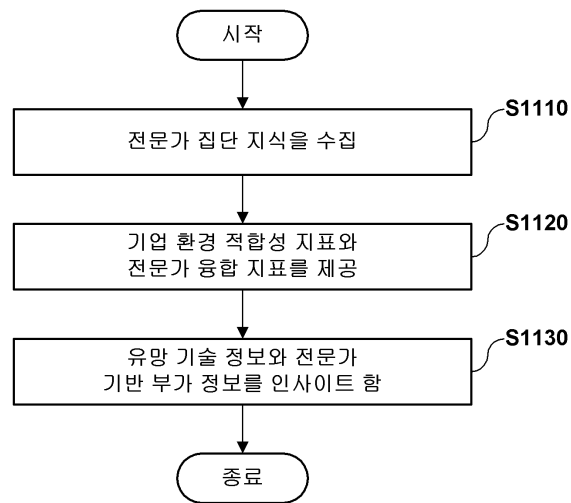 시작
S1110
전문가 집단 지식을 수집
S1120
기업 환경 적합성 지표와
전문가 융합 지표를 제공
S1130
유망 기술 정보와 전문가
기반 부가 정보를 인사이트 함
종료